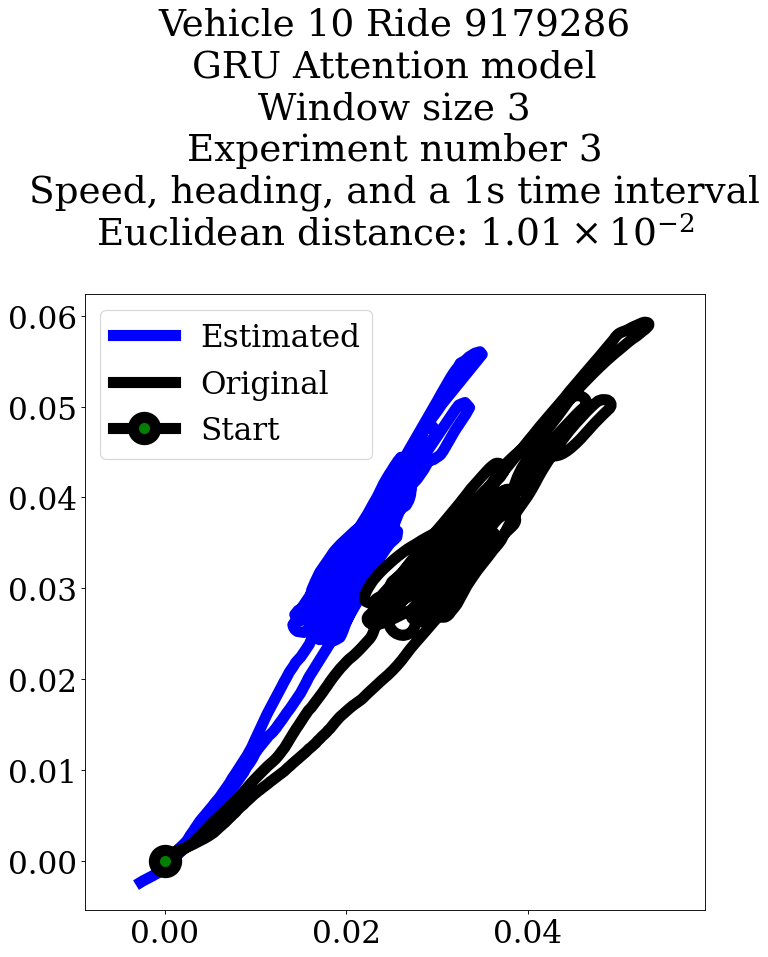 Vehicle 10 Ride 9179286
GRU Attention model
Window size 3
Experiment number 3
Speed, heading, and a 1s time interval
Euclidean distance: 1.01 × 10⁻²
Estimated
Original
Start
0.06
0.05
0.04
0.03
0.02
0.01
0.00
0.00 0.02 0.04